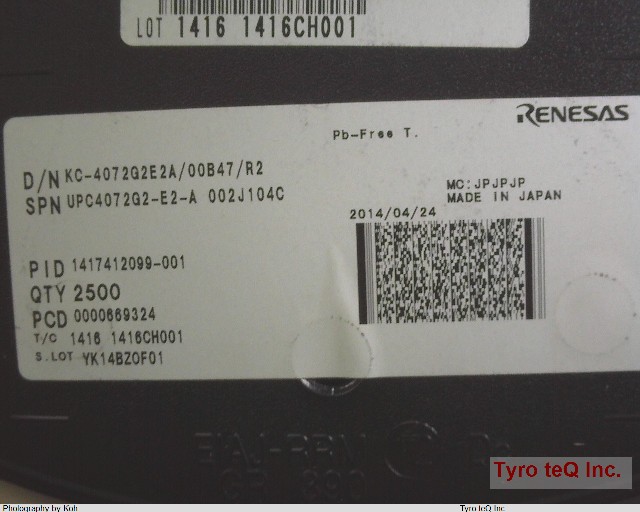 LOT 1416 1416CH001
RENESAS
Pb-Free T.
D/N KC-4072G2E2A/00B47/R2
SPN UPC4072G2-E2-A 002J104C
MC:JPJPJP
MADE IN JAPAN
2014/04/24
PID 1417412099-001
QTY 2500
PCD 0000669324
T/C 1416 1416CH001
S.LOT YK14BZ0F01
Tyro teQ Inc.
Photography by Koh
Tyro teQ Inc